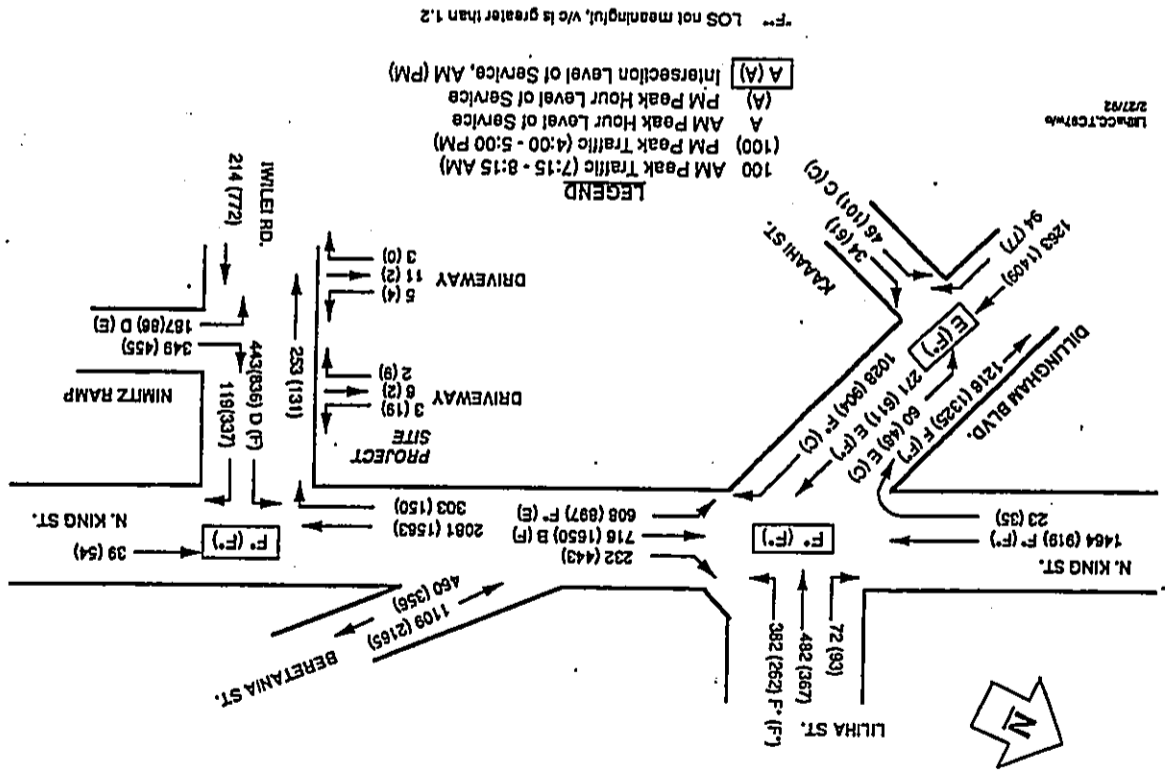 N
LILIHA ST.
72 (93)
482 (367)
382 (262) F* (F*)
BERETANIA ST.
1109 (2165)
460 (356)
N. KING ST.
1464 (919) F* (F*)
23 (35)
F* (F*)
232 (443)
716 (1650) B (F)
608 (897) F* (E)
2081 (1583)
303 (150)
F* (F*)
39 (54)
N. KING ST.
DILLINGHAM BLVD.
1216 (1325) F (F*)
60 (48) E (C)
271 (611) E (F*)
1028 (904) F* (C)
E (F*)
1263 (1409)
94 (77)
KAAAHI ST.
34 (61)
46 (101) C (C)
PROJECT
SITE
DRIVEWAY
3 (19)
6 (2)
2 (9)
DRIVEWAY
5 (4)
11 (2)
3 (0)
253 (131)
443(836) D (F)
119(337)
NIMITZ RAMP
349 (455)
187(86) D (E)
IWILEI RD.
214 (772)
LEGEND
100 AM Peak Traffic (7:15 - 8:15 AM)
(100) PM Peak Traffic (4:00 - 5:00 PM)
A AM Peak Hour Level of Service
(A) PM Peak Hour Level of Service
A (A) Intersection Level of Service, AM (PM)
"F*" LOS not meaningful, v/c is greater than 1.2
2/27/92